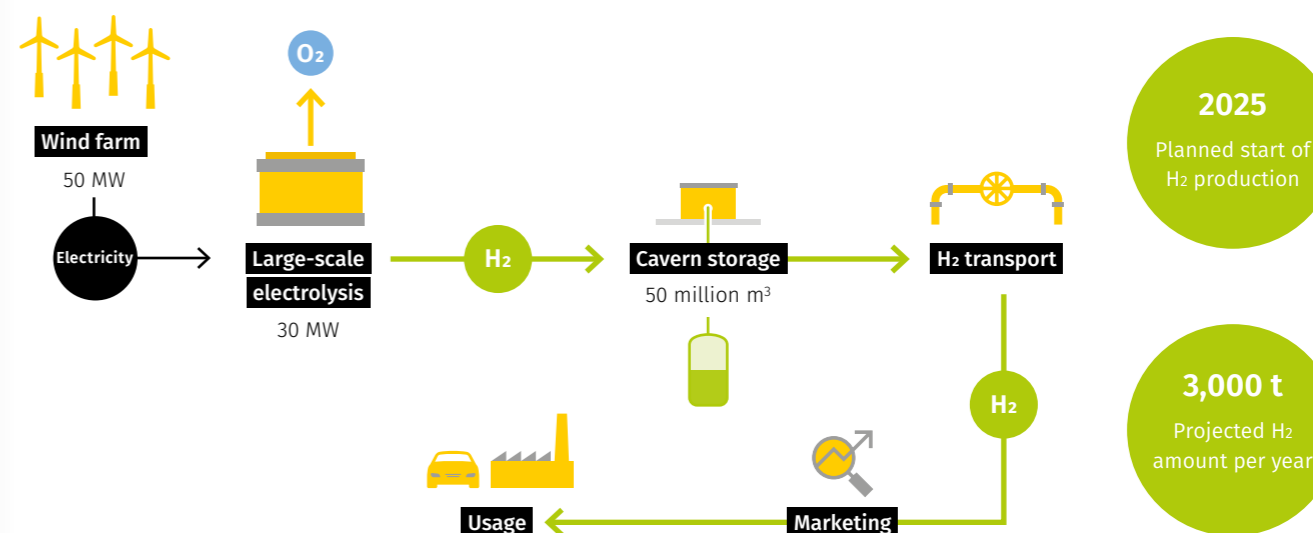 Wind farm
50 MW
Electricity
O₂
Large-scale
electrolysis
30 MW
H₂
Cavern storage
50 million m³
H₂ transport
H₂
Marketing
Usage
2025
Planned start of
H₂ production
3,000 t
Projected H₂
amount per year